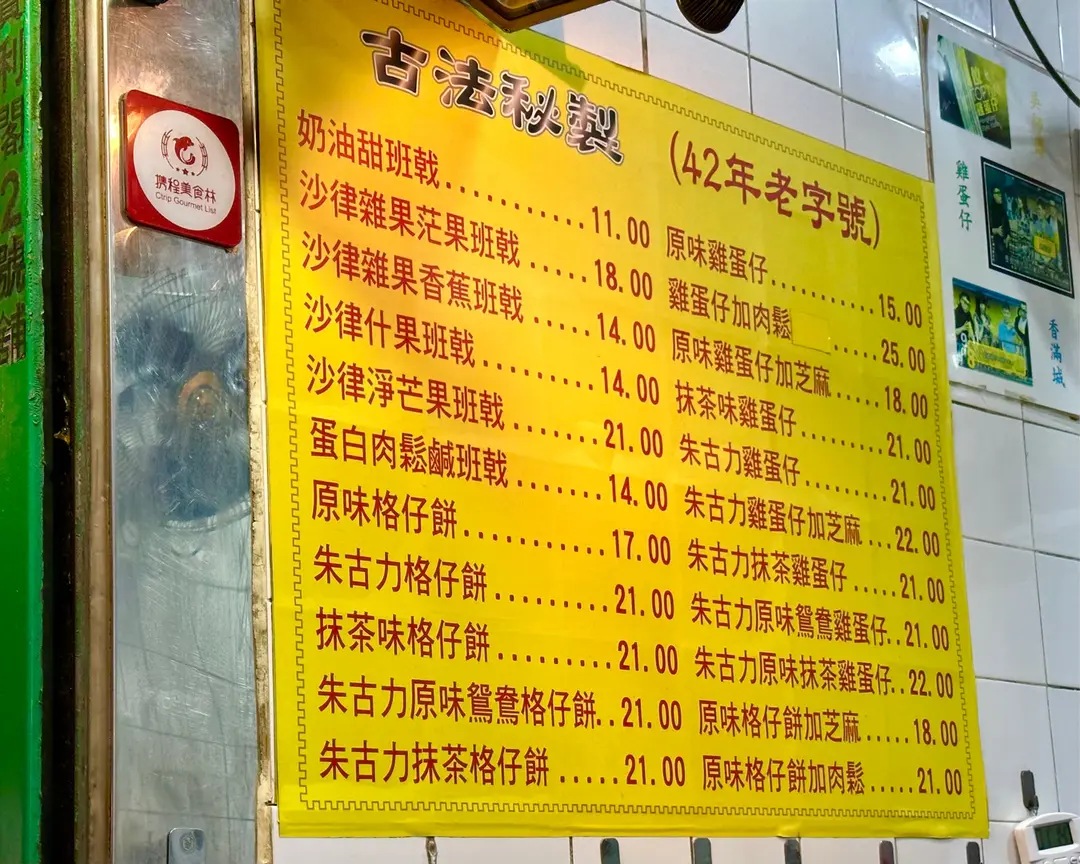 利閣2號舖
携程美食林
Ctrip Gourmet List
古法秘製
(42年老字號)
奶油甜班戟..............11.00
沙律雜果茫果班戟......18.00
沙律雜果香蕉班戟......14.00
沙律什果班戟..........14.00
沙律淨芒果班戟........21.00
蛋白肉鬆鹹班戟........14.00
原味格仔餅............17.00
朱古力格仔餅..........21.00
抹茶味格仔餅..........21.00
朱古力原味鴛鴦格仔餅..21.00
朱古力抹茶格仔餅......21.00
原味雞蛋仔..........15.00
雞蛋仔加肉鬆......25.00
原味雞蛋仔加芝麻.....18.00
抹茶味雞蛋仔........21.00
朱古力雞蛋仔........21.00
朱古力雞蛋仔加芝麻...22.00
朱古力抹茶雞蛋仔.....21.00
朱古力原味鴛鴦雞蛋仔..21.00
朱古力原味抹茶雞蛋仔..22.00
原味格仔餅加芝麻.....18.00
原味格仔餅加肉鬆.....21.00
雞蛋仔
香滿城